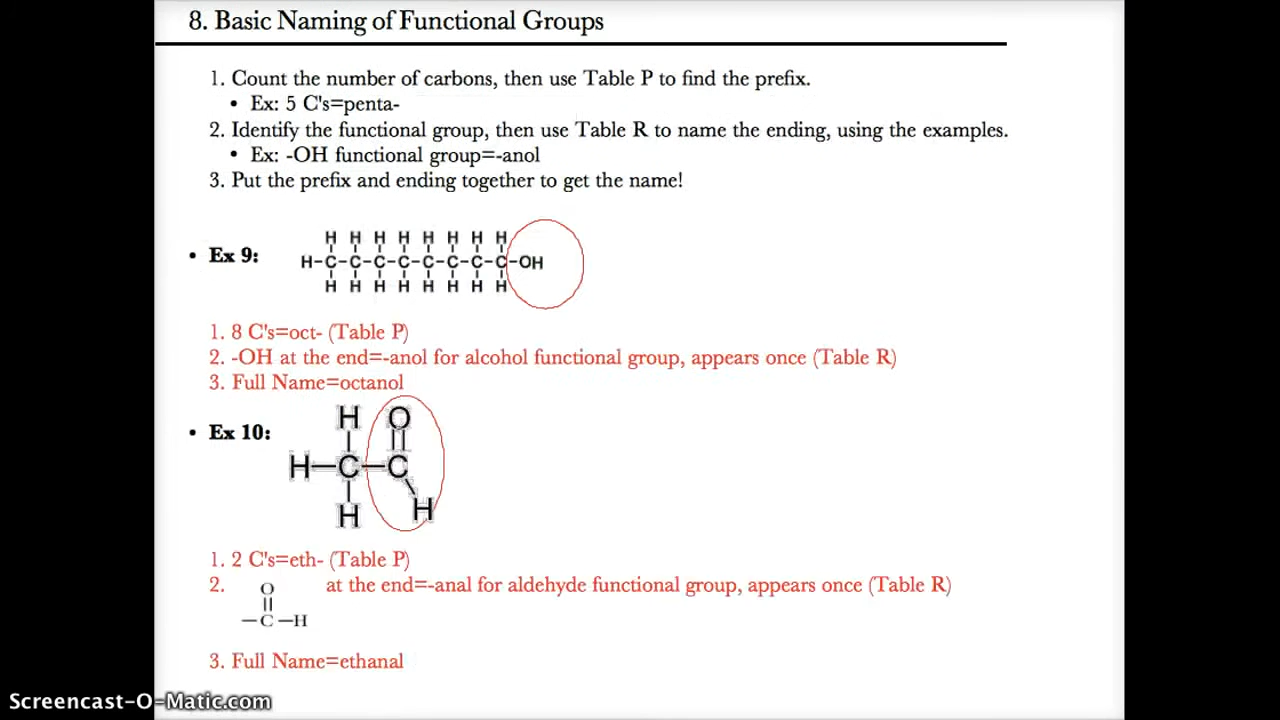 8. Basic Naming of Functional Groups
1. Count the number of carbons, then use Table P to find the prefix.
• Ex: 5 C's=penta-
2. Identify the functional group, then use Table R to name the ending, using the examples.
• Ex: -OH functional group=-anol
3. Put the prefix and ending together to get the name!
H H H H H H H H
• Ex 9: H-C-C-C-C-C-C-C-C-OH
H H H H H H H H
1. 8 C's=oct- (Table P)
2. -OH at the end=-anol for alcohol functional group, appears once (Table R)
3. Full Name=octanol
H O
• Ex 10:
H—C—C
H H
1. 2 C's=eth- (Table P)
2. at the end=-anal for aldehyde functional group, appears once (Table R)
O
—C—H
3. Full Name=ethanal
Screencast-O-Matic.com